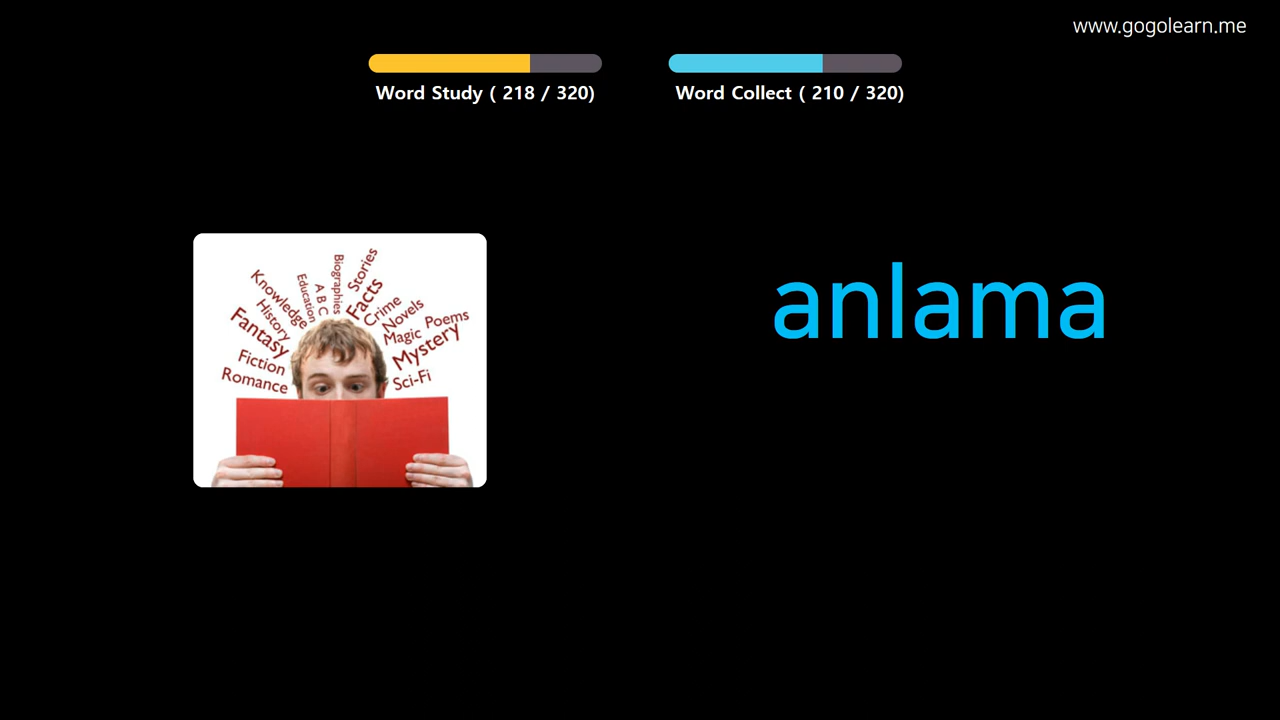 www.gogolearn.me
Word Study ( 218 / 320)
Word Collect ( 210 / 320)
anlama
Biographies
Stories
Knowledge
Education
A B C
Facts
Crime
History
Novels
Fantasy
Poems
Magic
Mystery
Fiction
Romance
Sci-Fi